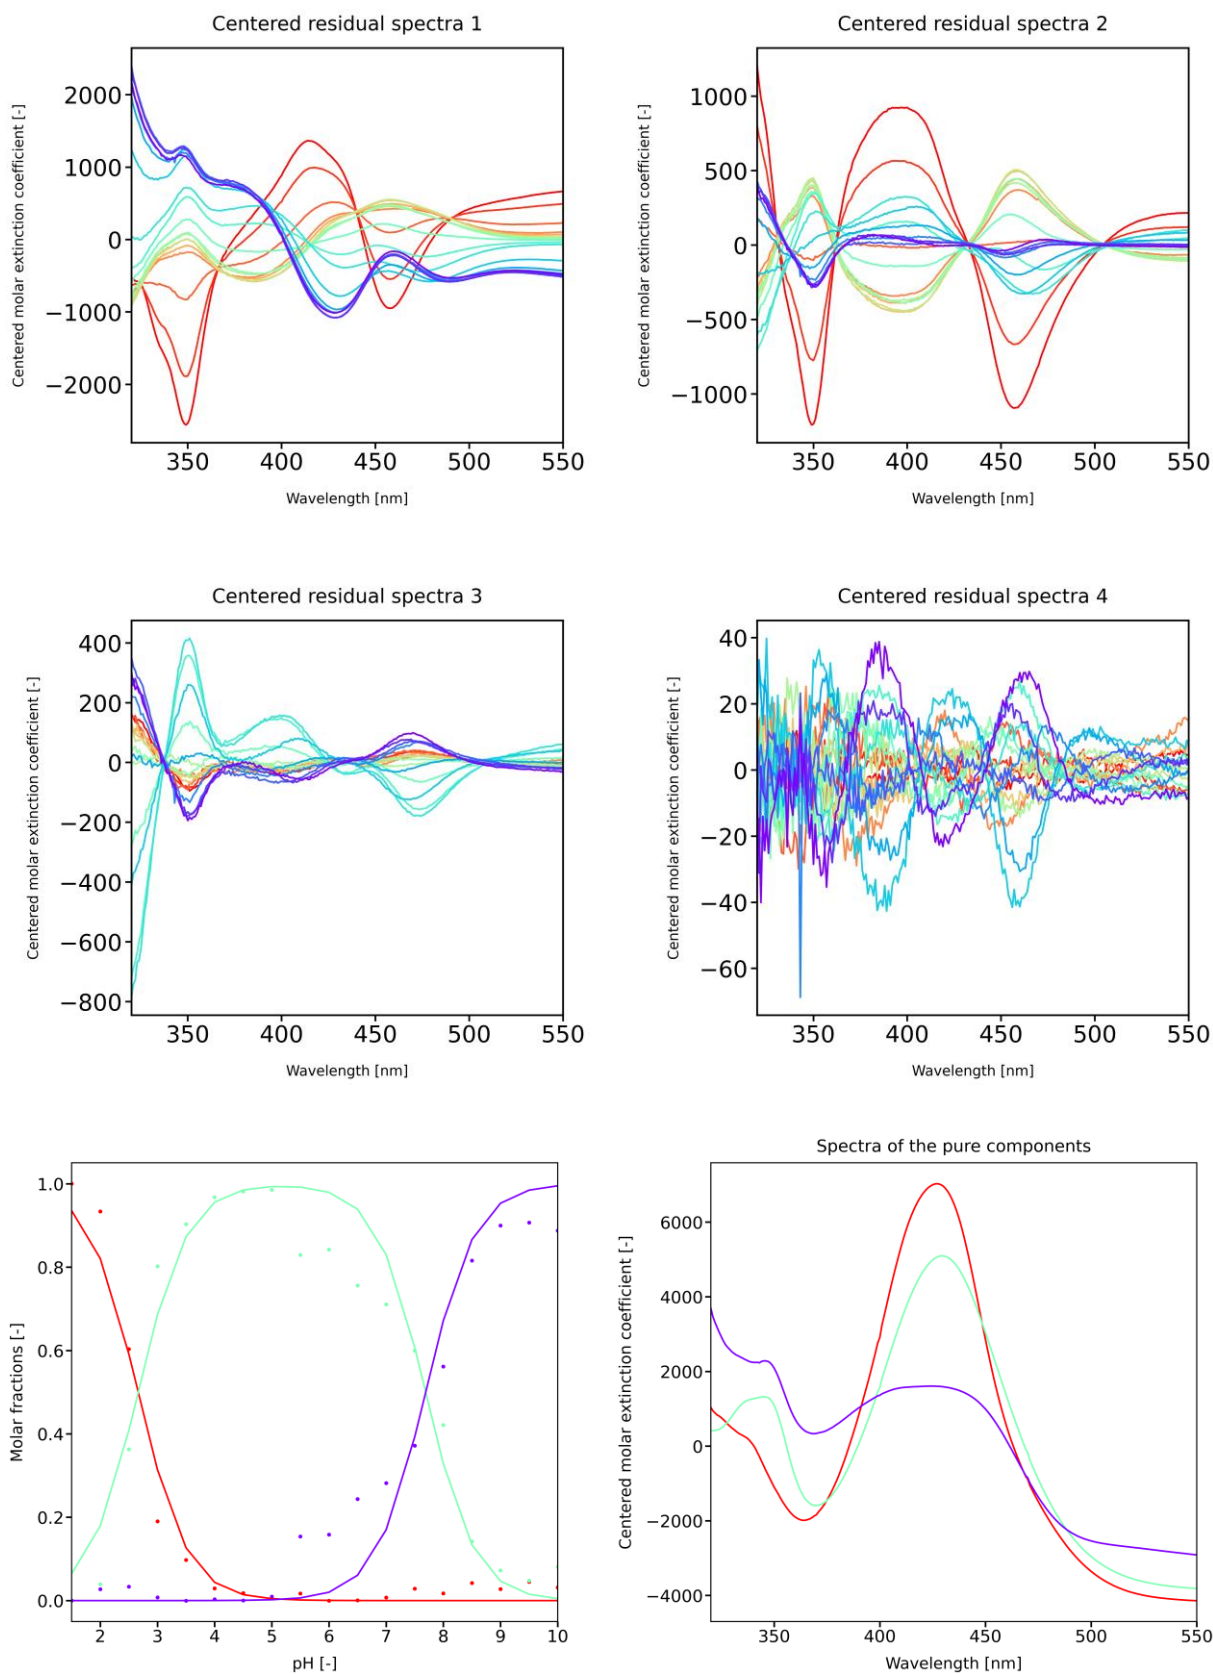 Centered residual spectra 1
Centered molar extinction coefficient [-]
2000
1000
0
−1000
−2000
350 400 450 500 550
Wavelength [nm]
Centered residual spectra 2
Centered molar extinction coefficient [-]
1000
500
0
−500
−1000
350 400 450 500 550
Wavelength [nm]
Centered residual spectra 3
Centered molar extinction coefficient [-]
400
200
0
−200
−400
−600
−800
350 400 450 500 550
Wavelength [nm]
Centered residual spectra 4
Centered molar extinction coefficient [-]
40
20
0
−20
−40
−60
350 400 450 500 550
Wavelength [nm]
Molar fractions [-]
1.0
0.8
0.6
0.4
0.2
0.0
2 3 4 5 6 7 8 9 10
pH [-]
Spectra of the pure components
Centered molar extinction coefficient [-]
6000
4000
2000
0
−2000
−4000
350 400 450 500 550
Wavelength [nm]